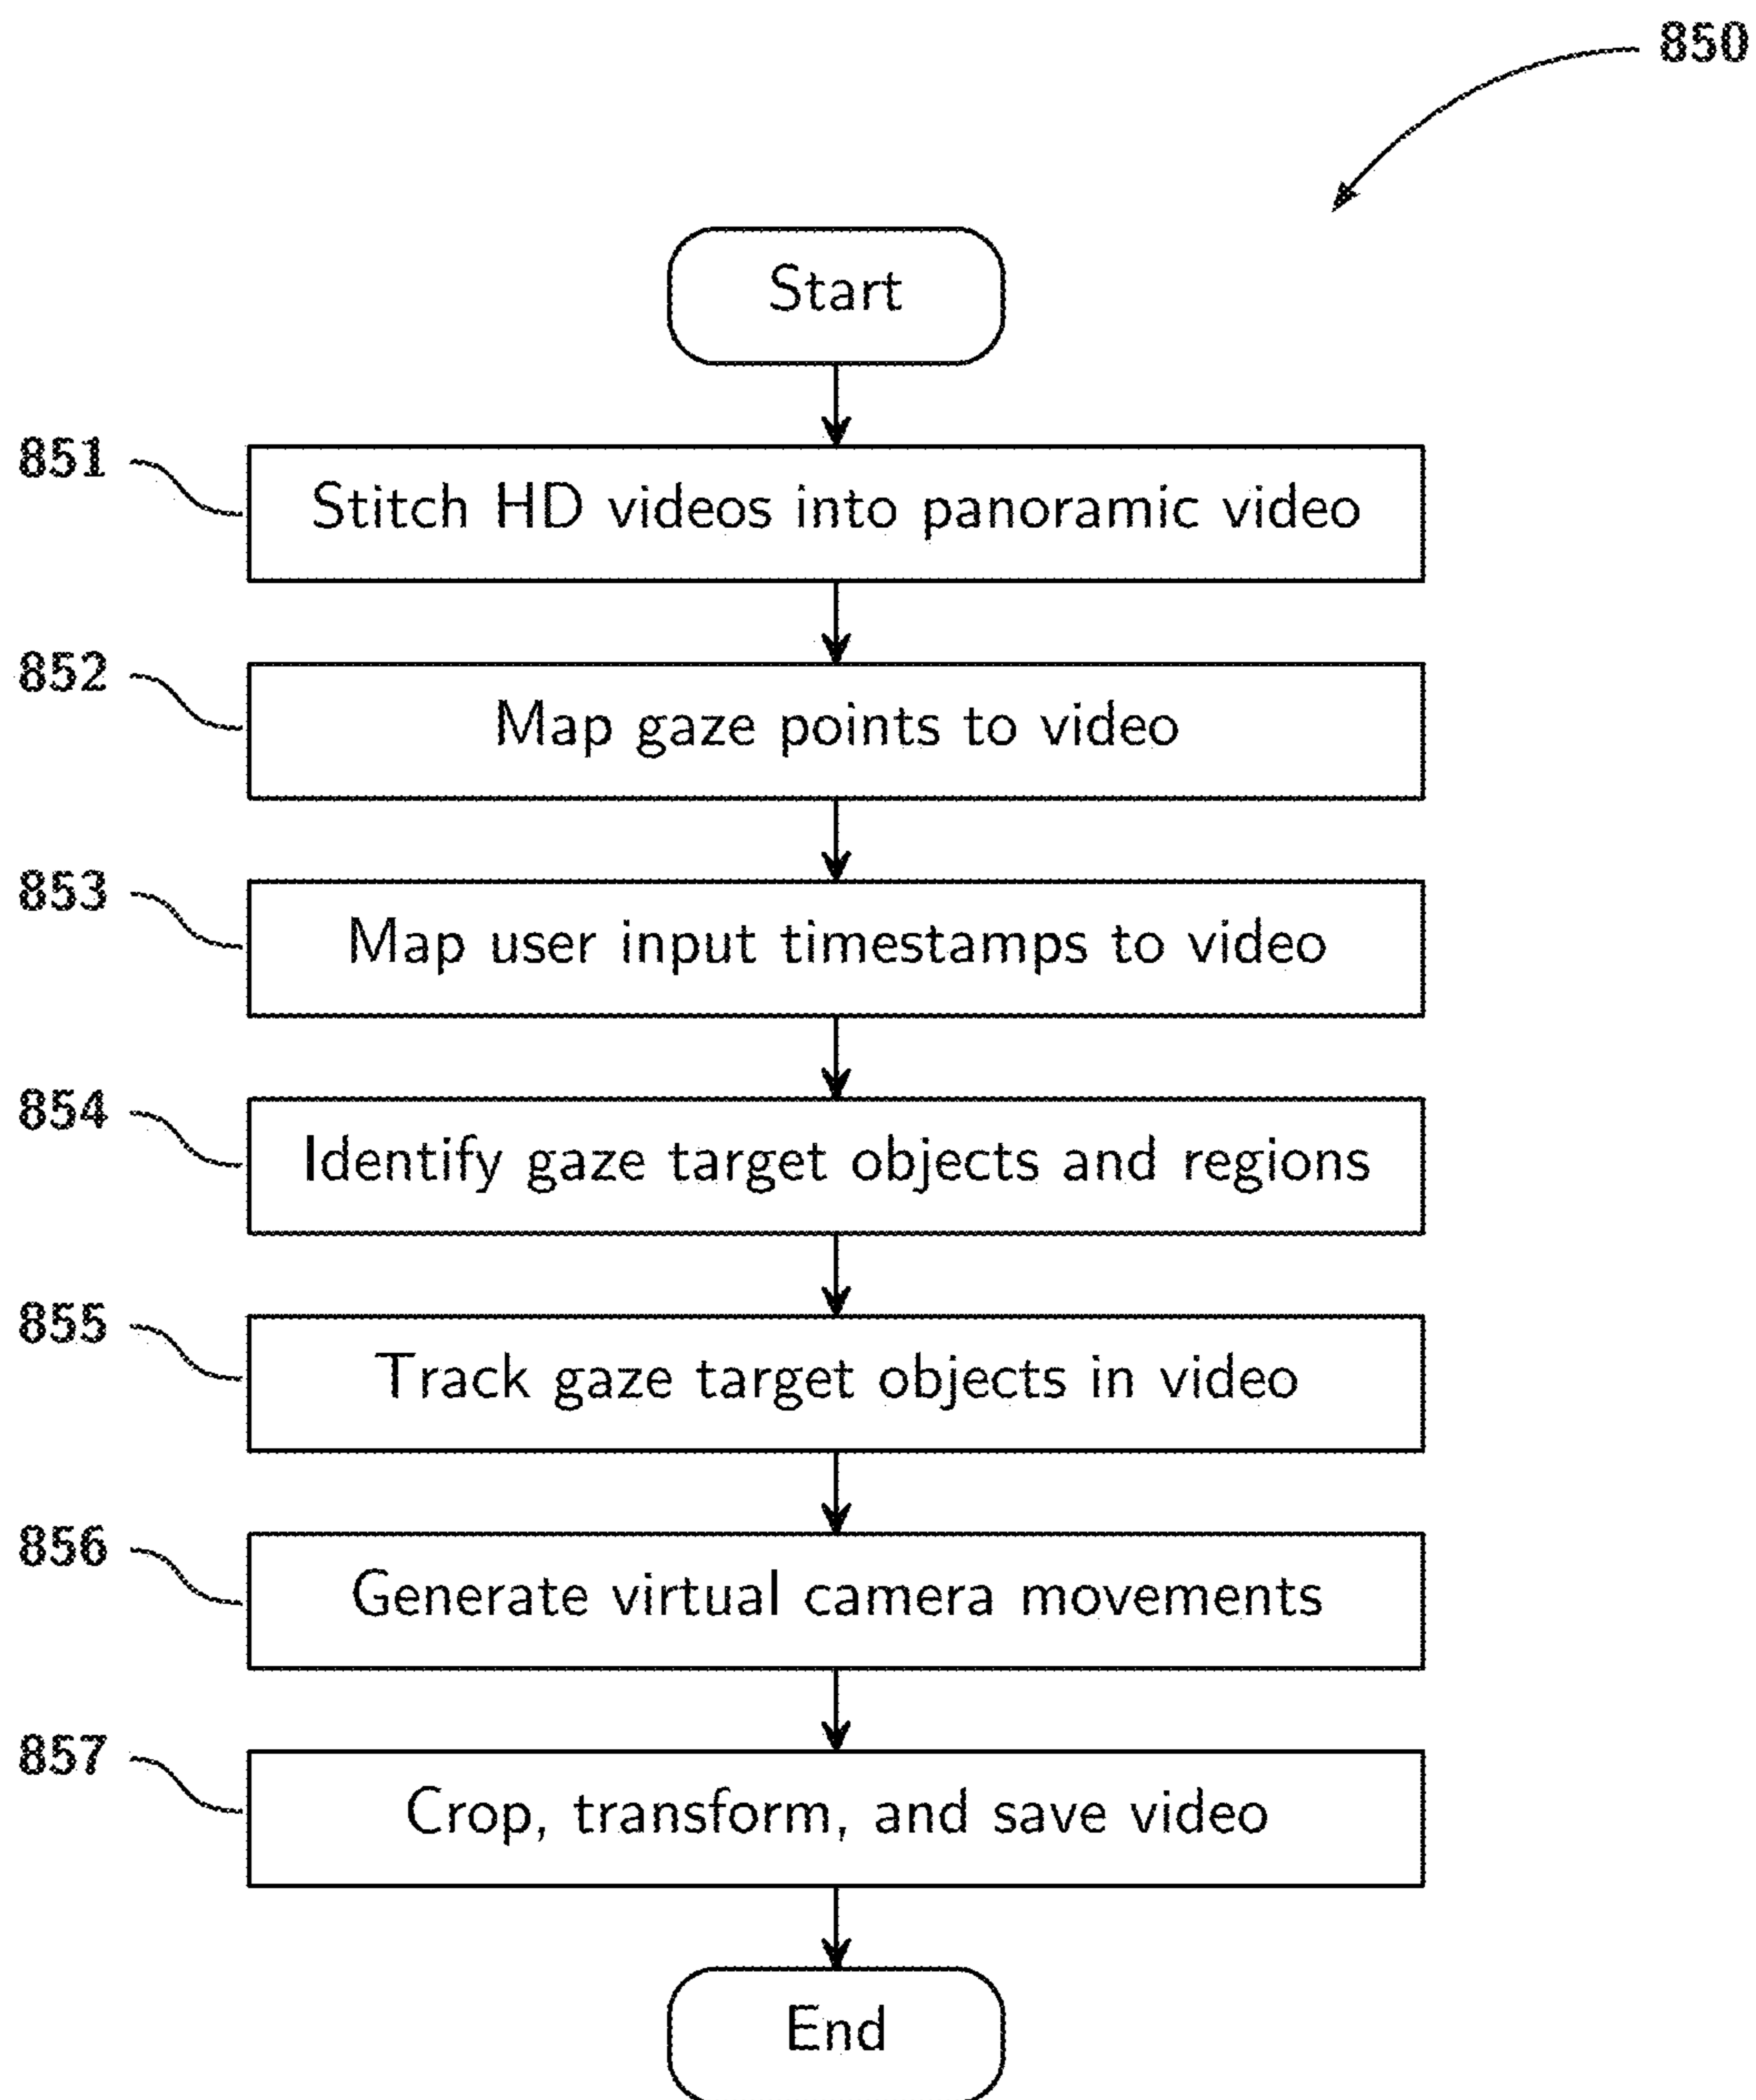 850
Start
851
Stitch HD videos into panoramic video
852
Map gaze points to video
853
Map user input timestamps to video
854
Identify gaze target objects and regions
855
Track gaze target objects in video
856
Generate virtual camera movements
857
Crop, transform, and save video
End